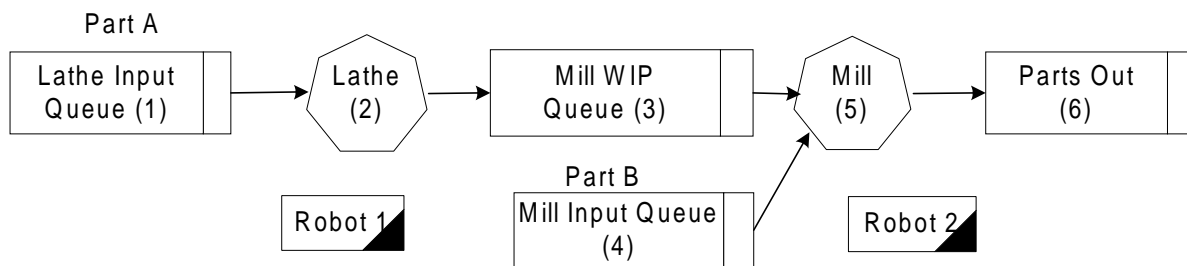 Part A
Lathe Input
Queue (1)
Lathe
(2)
Mill WIP
Queue (3)
Mill
(5)
Parts Out
(6)
Part B
Mill Input Queue
(4)
Robot 1
Robot 2